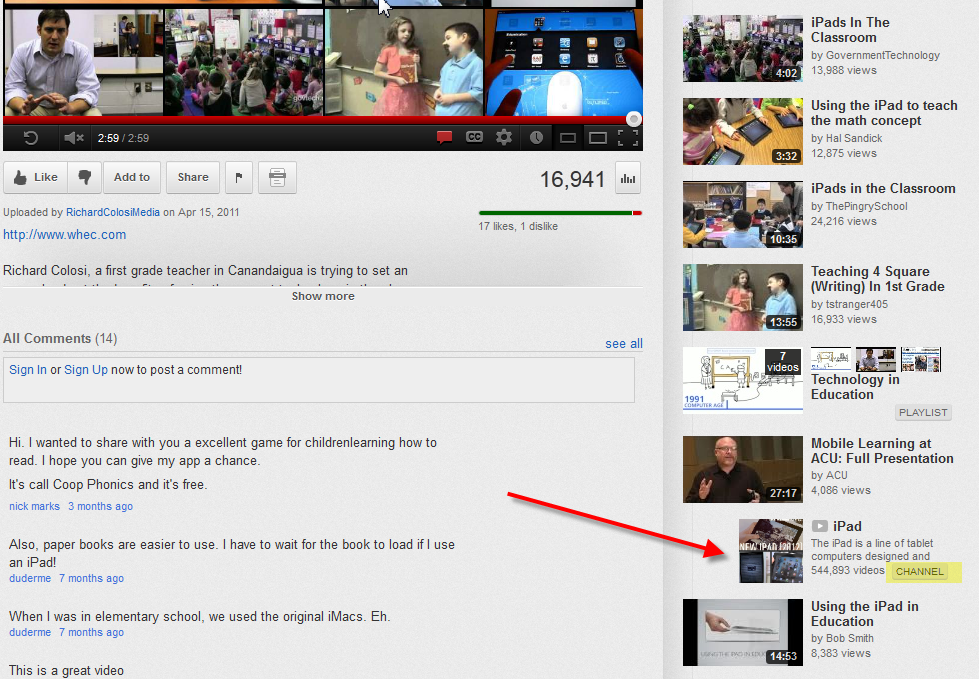 2:59 / 2:59
CC
Like
Add to
Share
16,941
Uploaded by RichardColosiMedia on Apr 15, 2011
17 likes, 1 dislike
http://www.whec.com
Richard Colosi, a first grade teacher in Canandaigua is trying to set an
Show more
All Comments (14)
see all
Sign In or Sign Up now to post a comment!
Hi. I wanted to share with you a excellent game for childrenlearning how to
read. I hope you can give my app a chance.
It's call Coop Phonics and it's free.
nick marks 3 months ago
Also, paper books are easier to use. I have to wait for the book to load if I use
an iPad!
duderme 7 months ago
When I was in elementary school, we used the original iMacs. Eh.
duderme 7 months ago
This is a great video
4:02
iPads In The
Classroom
by GovernmentTechnology
13,988 views
3:32
Using the iPad to teach
the math concept
by Hal Sandick
12,875 views
10:35
iPads in the Classroom
by ThePingrySchool
24,216 views
13:55
Teaching 4 Square
(Writing) In 1st Grade
by tstranger405
16,933 views
7
videos
1991
COMPUTER AGE
Technology in
Education
PLAYLIST
27:17
Mobile Learning at
ACU: Full Presentation
by ACU
4,086 views
NEW IPAD [2012]
iPad
The iPad is a line of tablet
computers designed and
544,893 videos CHANNEL
USING THE IPAD IN EDU
14:53
Using the iPad in
Education
by Bob Smith
8,383 views